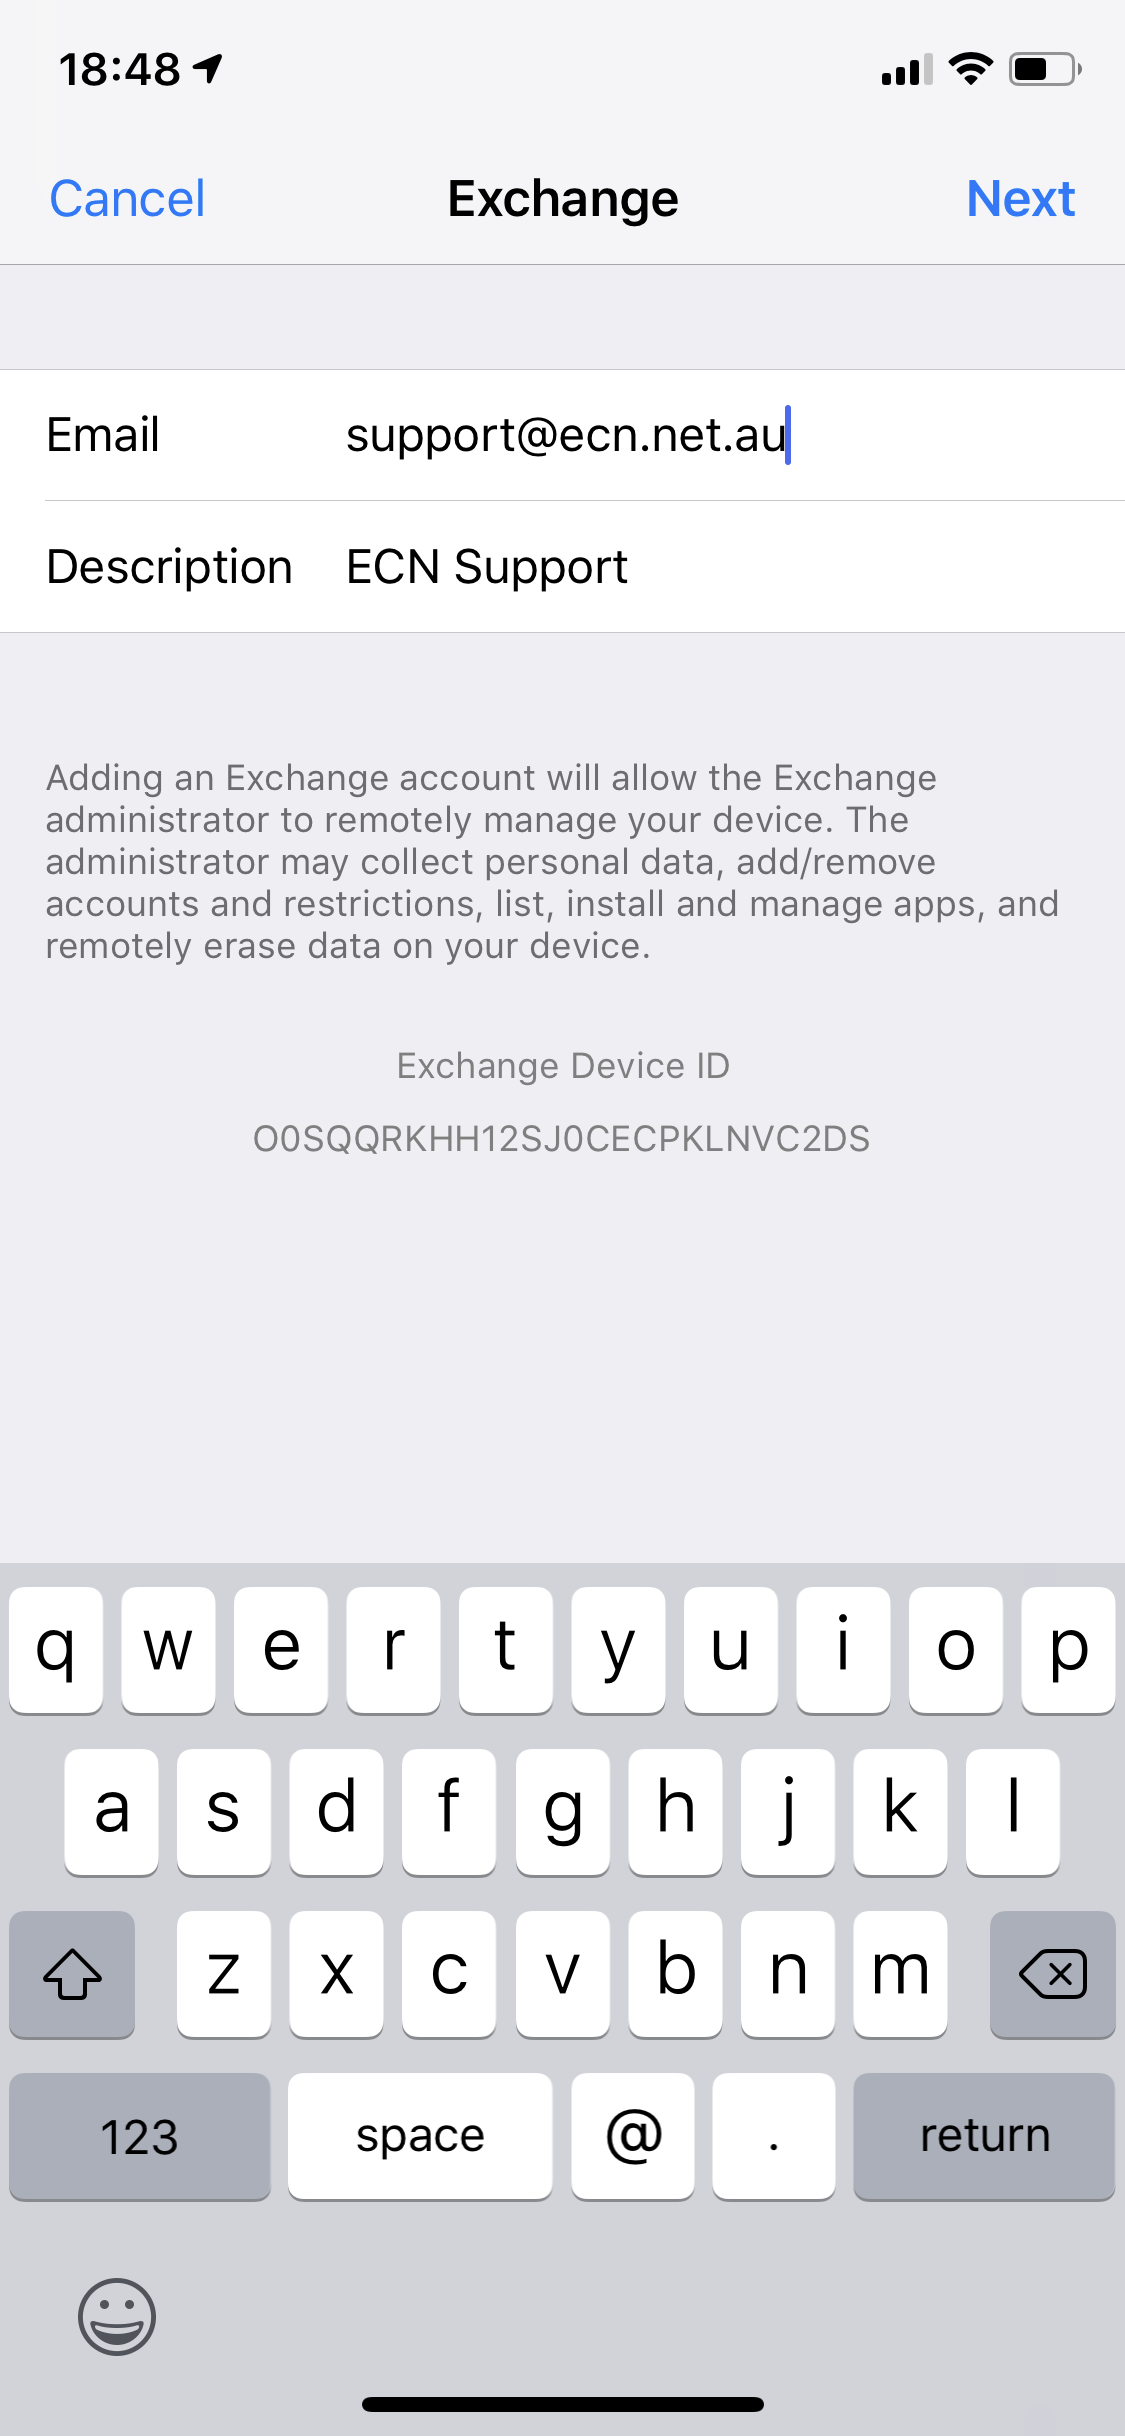 18:48
Cancel Exchange Next
Email support@ecn.net.au
Description ECN Support
Adding an Exchange account will allow the Exchange
administrator to remotely manage your device. The
administrator may collect personal data, add/remove
accounts and restrictions, list, install and manage apps, and
remotely erase data on your device.
Exchange Device ID
O0SQQRKHH12SJ0CECPKLNVC2DS
q w e r t y u i o p
a s d f g h j k l
z x c v b n m
123 space @ . return